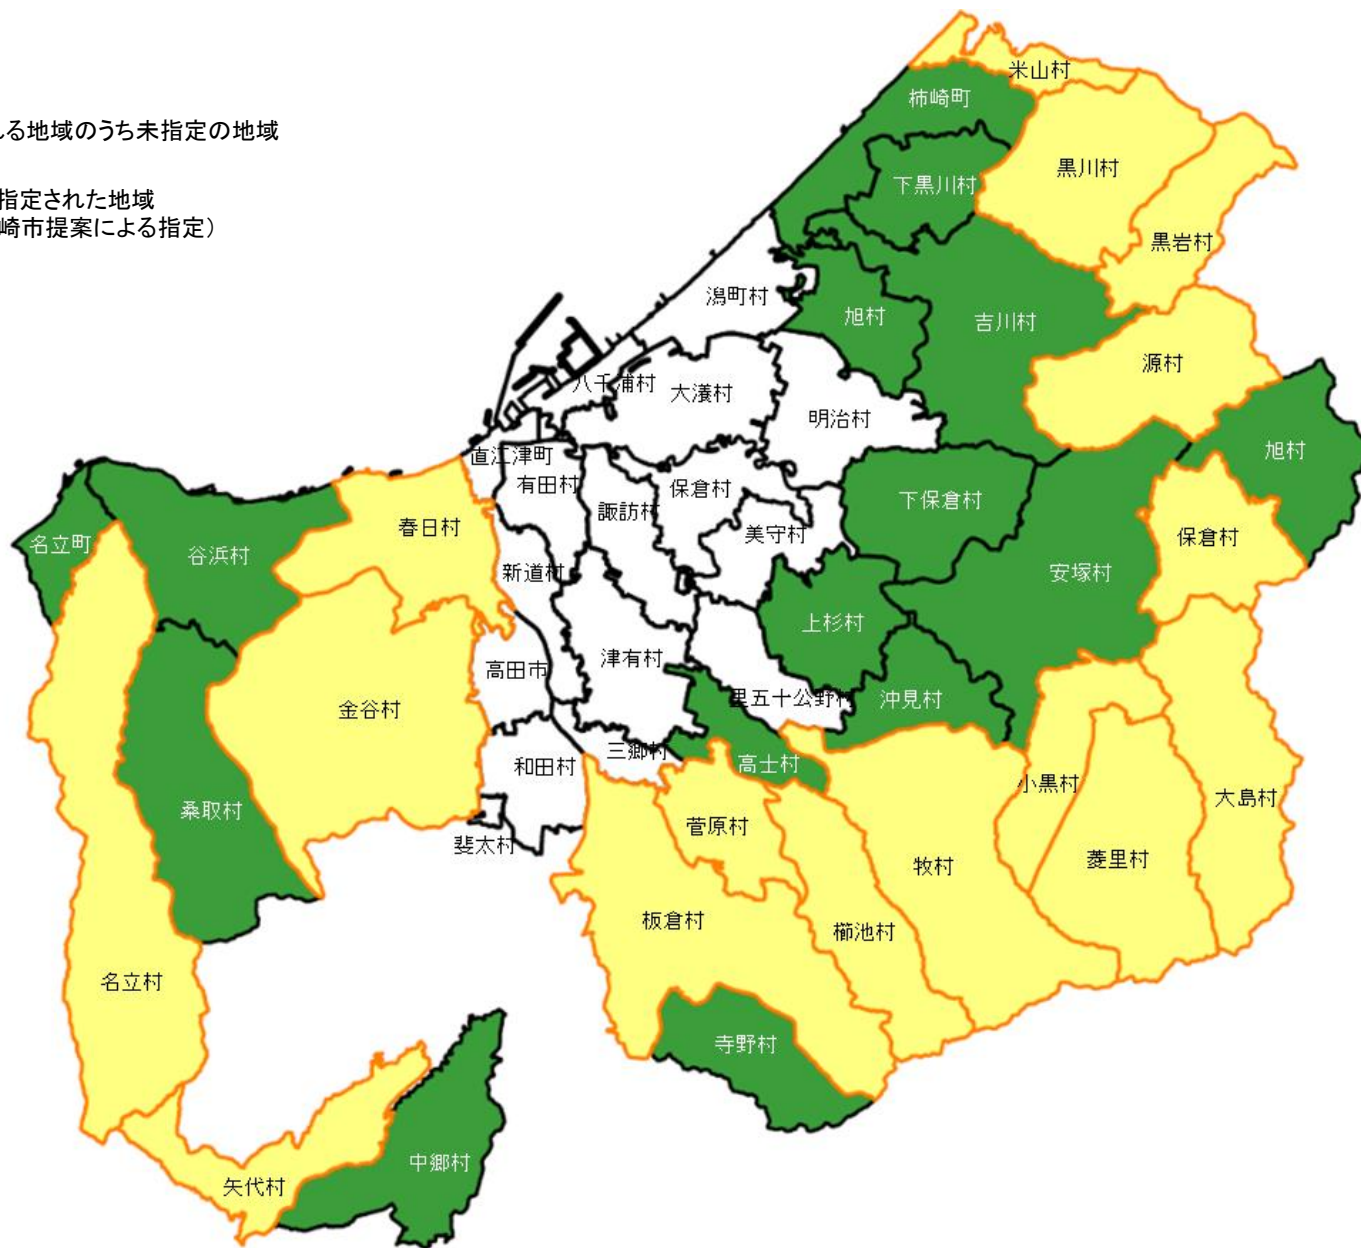 れる地域のうち未指定の地域
指定された地域
崎市提案による指定）
米山村
柿崎町
黒川村
下黒川村
黒岩村
潟町村
旭村
吉川村
源村
八千浦村
大瀁村
明治村
旭村
直江津町
有田村
保倉村
下保倉村
諏訪村
美守村
春日村
保倉村
名立町
谷浜村
新道村
安塚村
上杉村
津有村
高田市
里五十公野村
沖見村
金谷村
三郷村
高士村
和田村
小黒村
大島村
桑取村
菅原村
斐太村
牧村
菱里村
板倉村
櫛池村
名立村
寺野村
中郷村
矢代村